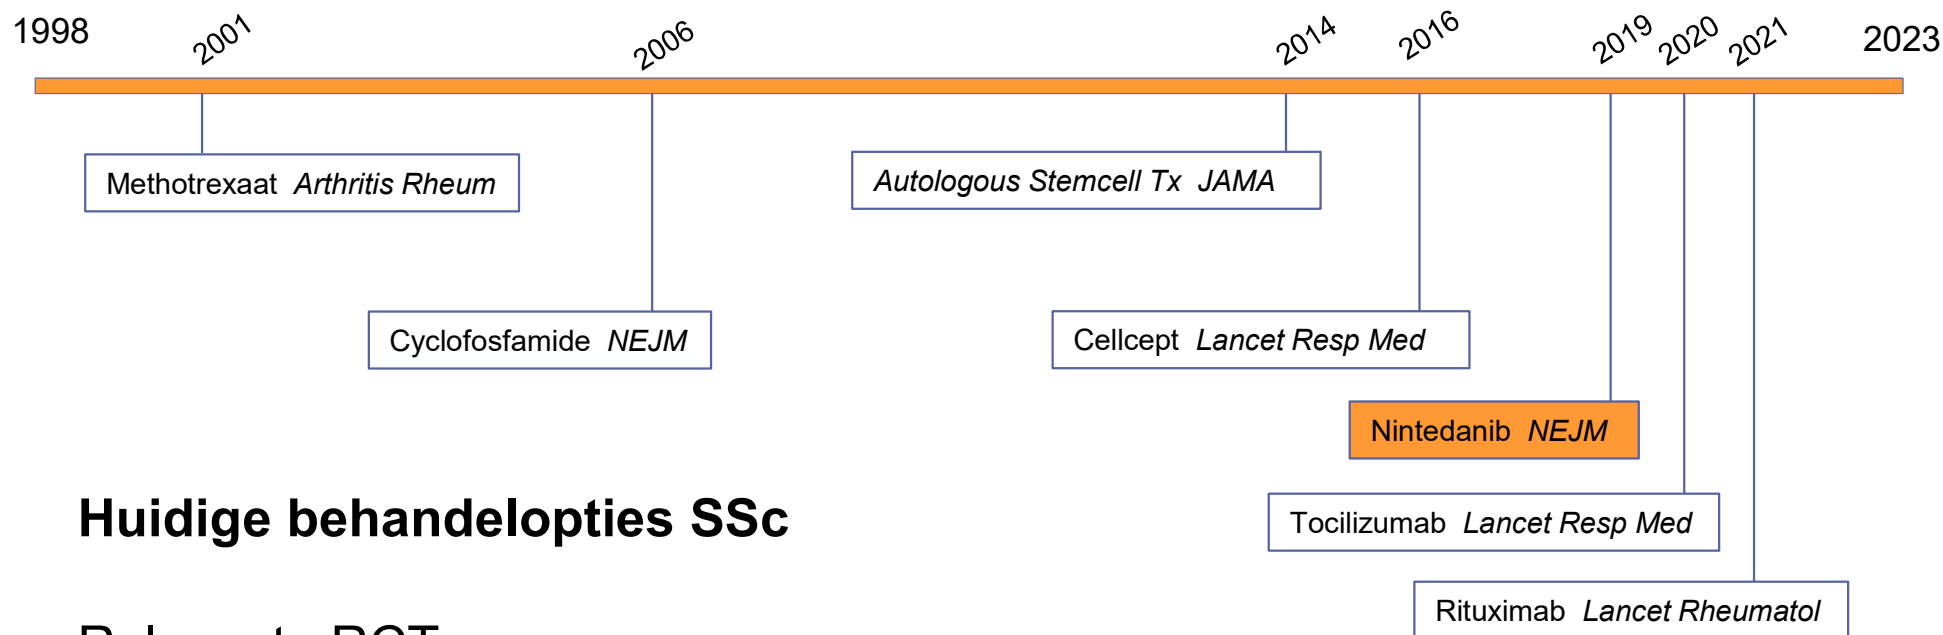 1998 2001 2006 2014 2016 2019 2020 2021 2023
Methotrexaat Arthritis Rheum
Autologous Stemcell Tx JAMA
Cyclofosfamide NEJM
Cellcept Lancet Resp Med
Nintedanib NEJM
Huidige behandelopties SSc
Tocilizumab Lancet Resp Med
Rituximab Lancet Rheumatol